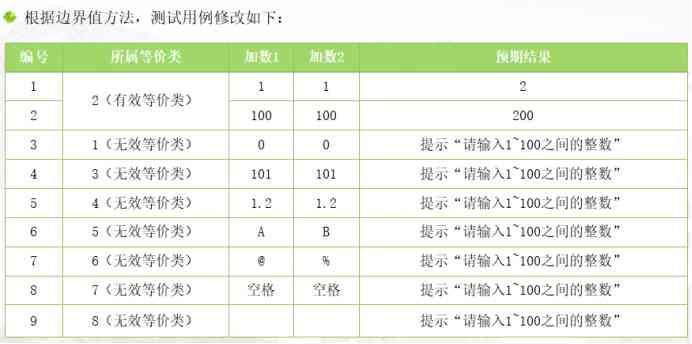 根据边界值方法，测试用例修改如下：
编号 所属等价类 加数1 加数2 预期结果
1 2（有效等价类） 1 1 2
2 100 100 200
3 1（无效等价类） 0 0 提示“请输入1~100之间的整数”
4 3（无效等价类） 101 101 提示“请输入1~100之间的整数”
5 4（无效等价类） 1.2 1.2 提示“请输入1~100之间的整数”
6 5（无效等价类） A B 提示“请输入1~100之间的整数”
7 6（无效等价类） @ % 提示“请输入1~100之间的整数”
8 7（无效等价类） 空格 空格 提示“请输入1~100之间的整数”
9 8（无效等价类） 提示“请输入1~100之间的整数”